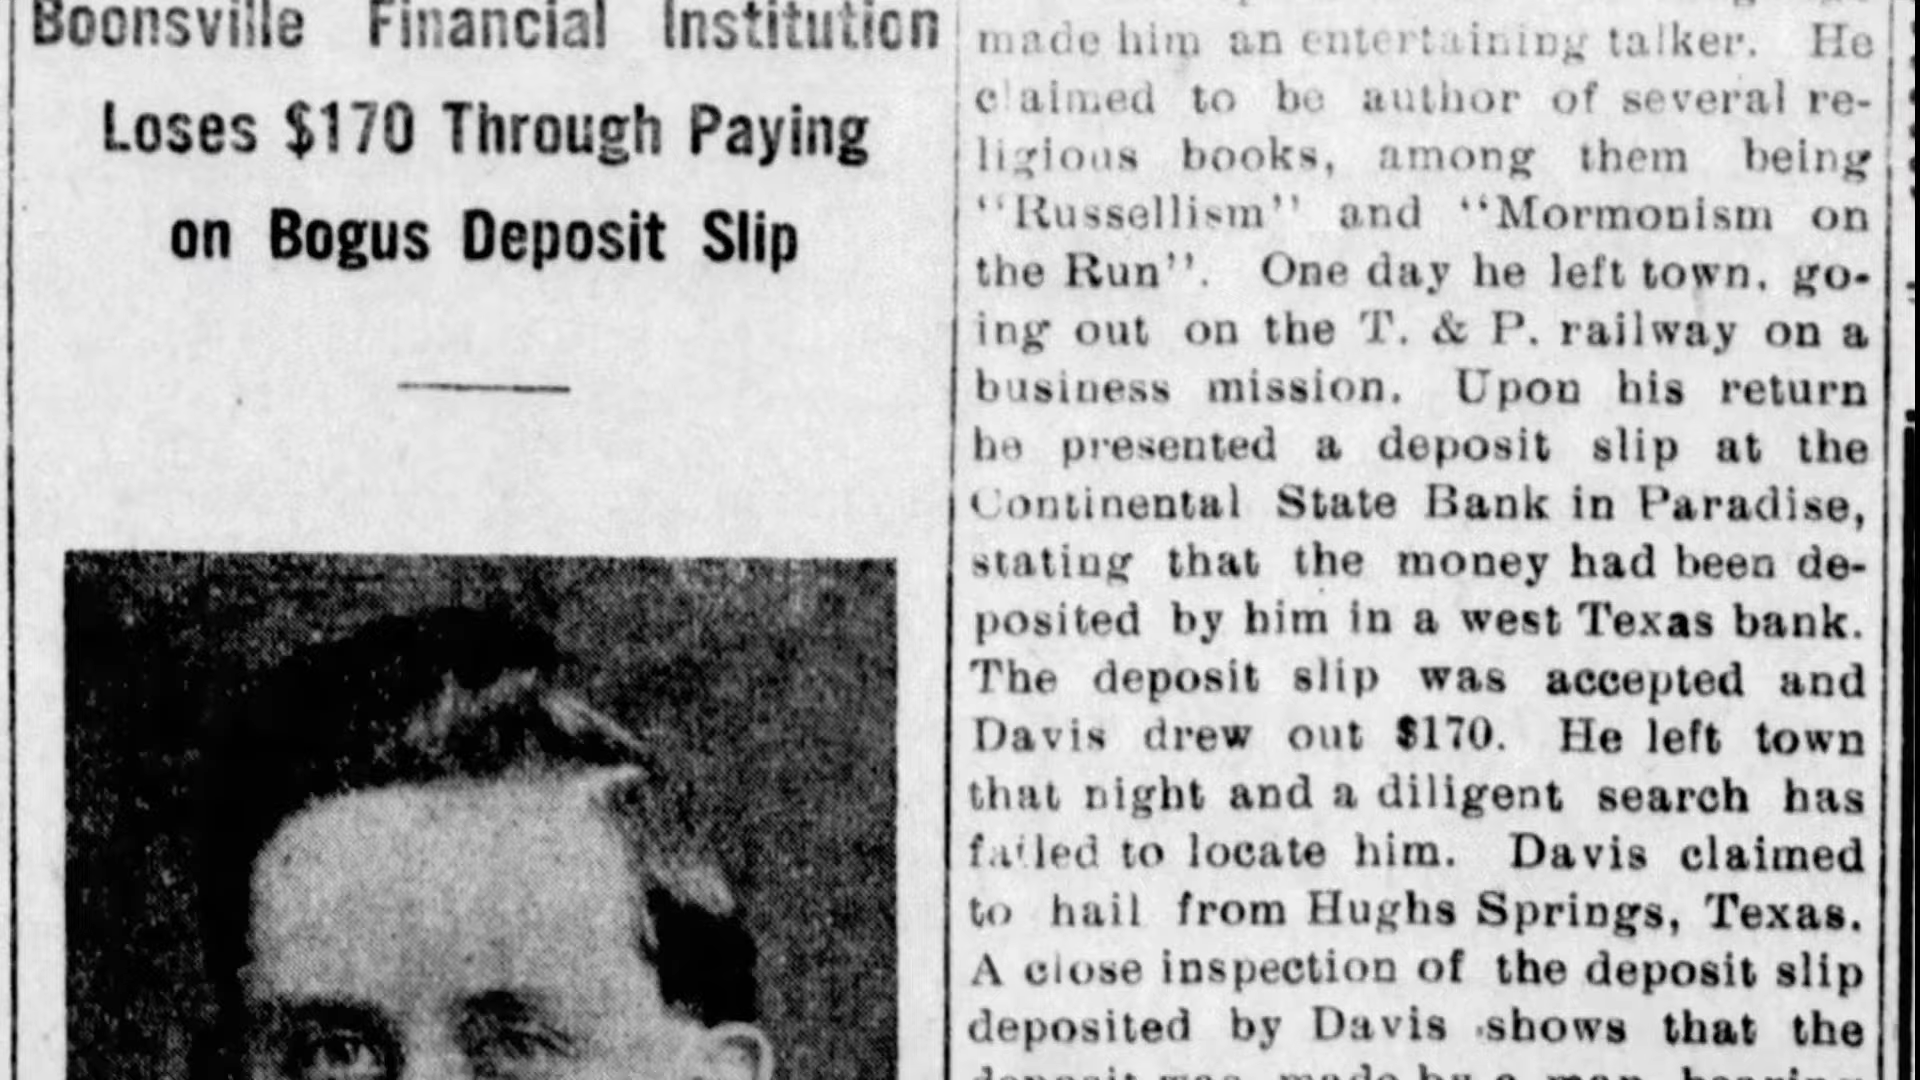 Boonsville Financial Institution
Loses $170 Through Paying
on Bogus Deposit Slip
made him an entertaining talker. He
claimed to be author of several re-
ligious books, among them being
"Russellism" and "Mormonism on
the Run". One day he left town, go-
ing out on the T. & P. railway on a
business mission. Upon his return
he presented a deposit slip at the
Continental State Bank in Paradise,
stating that the money had been de-
posited by him in a west Texas bank.
The deposit slip was accepted and
Davis drew out $170. He left town
that night and a diligent search has
failed to locate him. Davis claimed
to hail from Hughs Springs, Texas.
A close inspection of the deposit slip
deposited by Davis shows that the
deposit was made by a man bearing